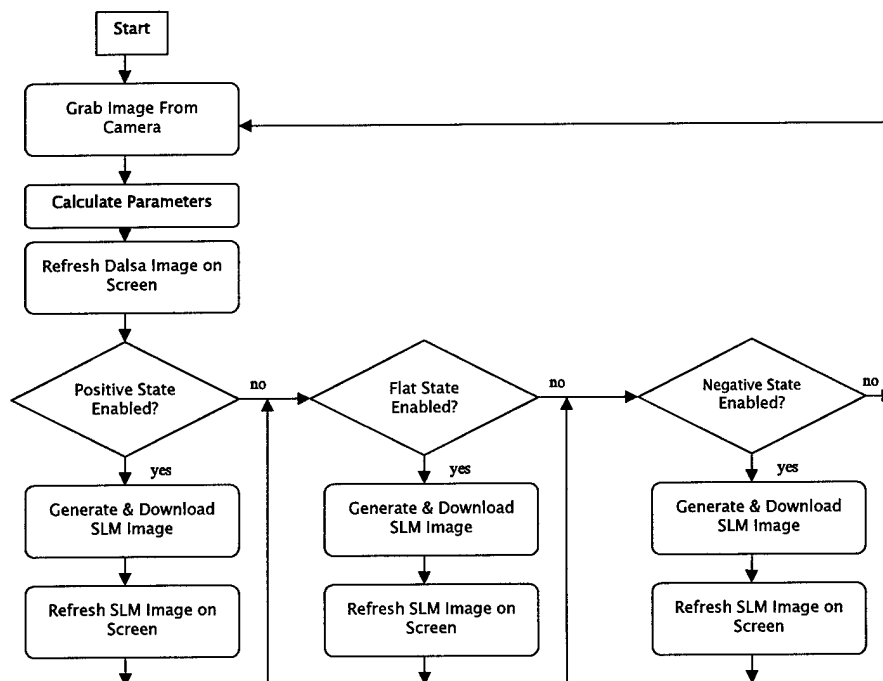 Start
Grab Image From
Camera
Calculate Parameters
Refresh Dalsa Image on
Screen
Positive State
Enabled?
no
Flat State
Enabled?
no
Negative State
Enabled?
no
yes
yes
yes
Generate & Download
SLM Image
Generate & Download
SLM Image
Generate & Download
SLM Image
Refresh SLM Image on
Screen
Refresh SLM Image on
Screen
Refresh SLM Image on
Screen